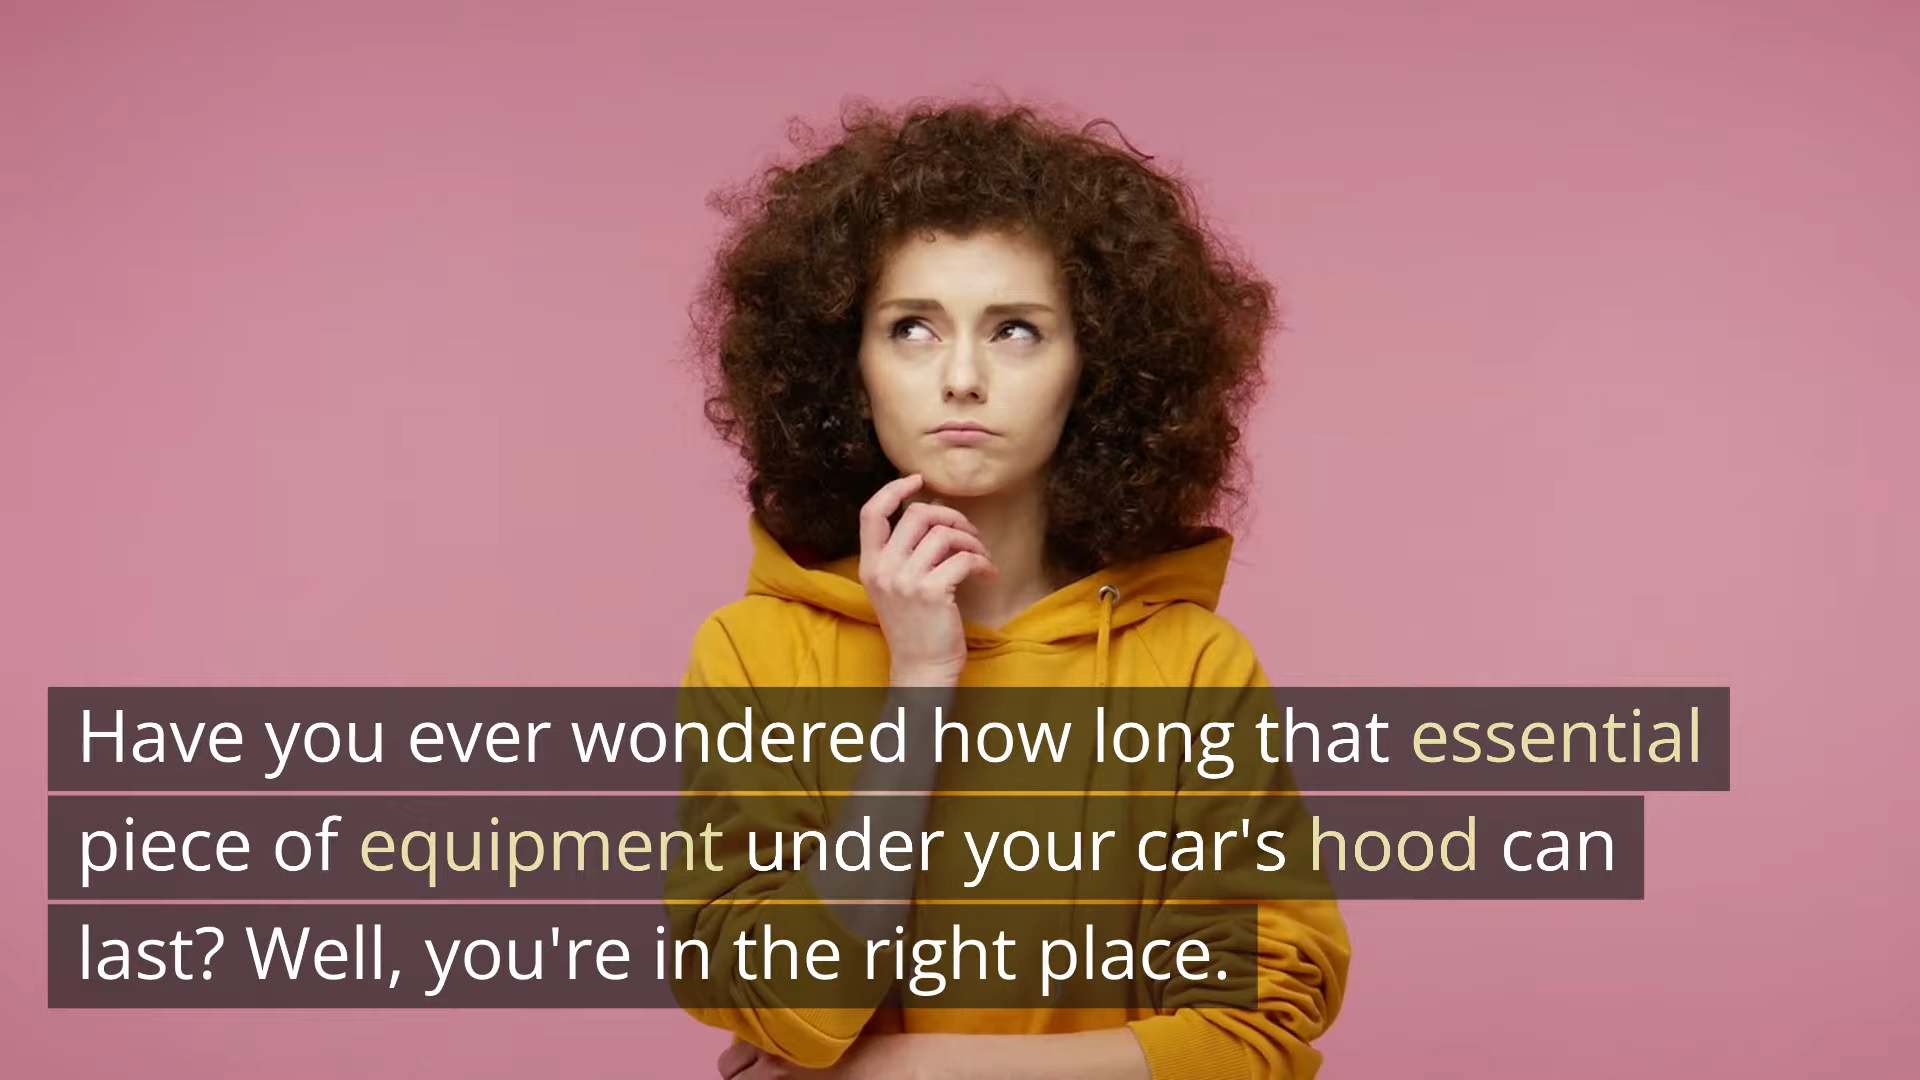 Have you ever wondered how long that essential
piece of equipment under your car's hood can
last? Well, you're in the right place.